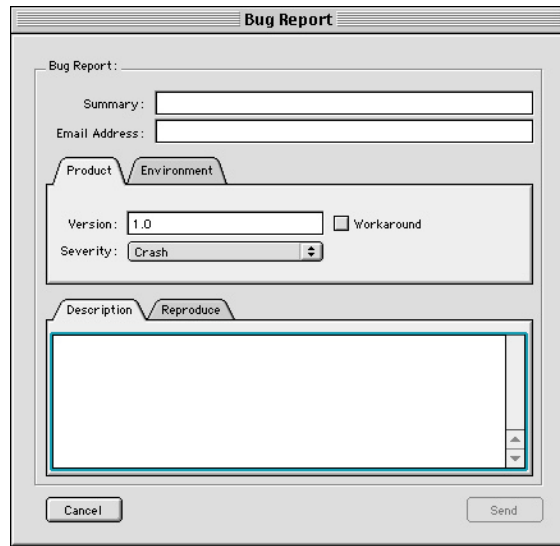 Bug Report
Bug Report:
Summary:
Email Address:
Product Environment
Version: 1.0 Workaround
Severity: Crash
Description Reproduce
Cancel Send